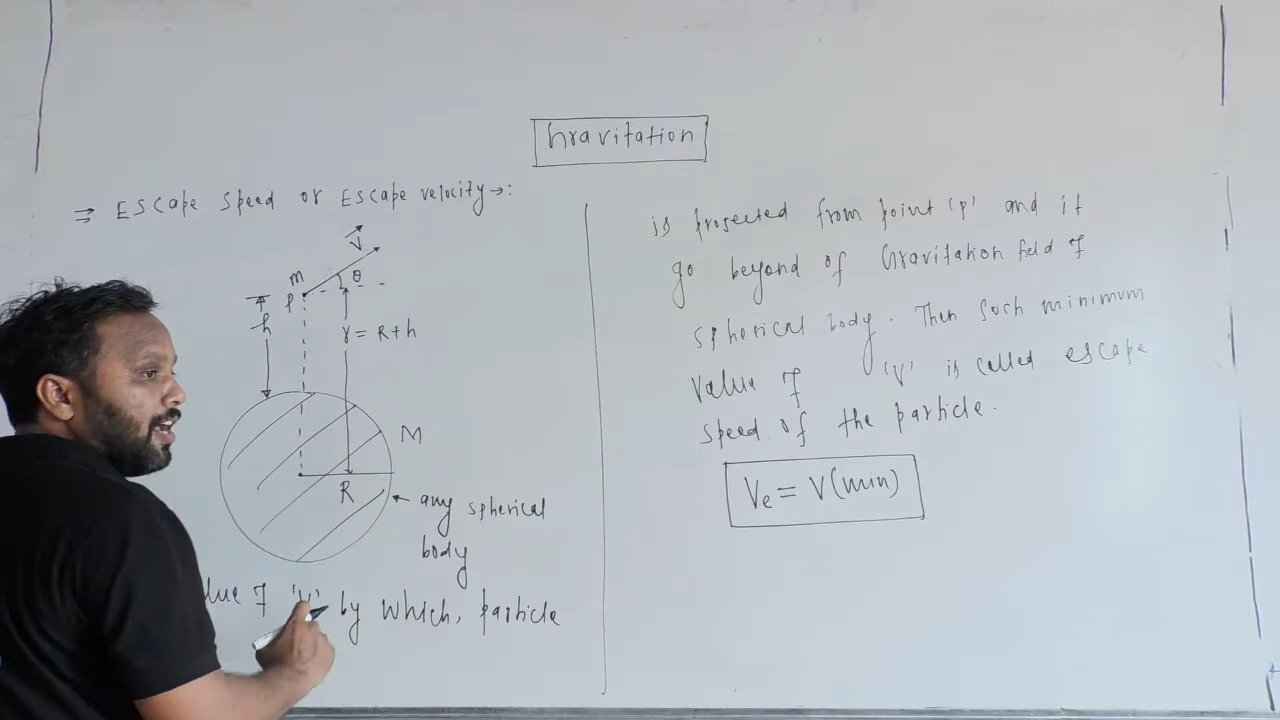 Gravitation
⇒ Escape speed or Escape velocity →:
V
m
θ
P
h
r = R+h
M
R
any spherical
body
of 'V' by which, particle
is projected from point 'p' and it
go beyond of Gravitation field of
spherical body. Then such minimum
value of 'V' is called escape
speed of the particle.
Ve = V(min)